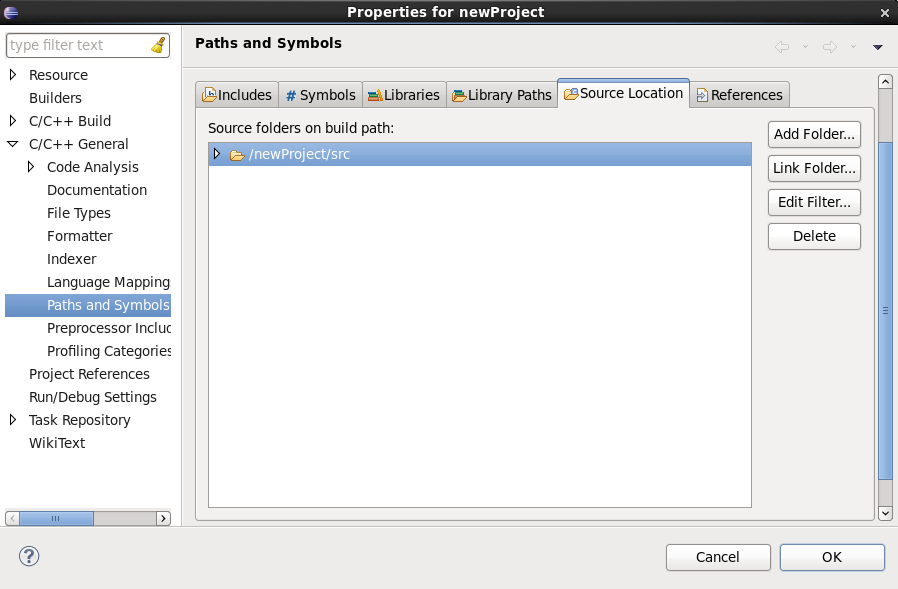 Properties for newProject
type filter text
Resource
Builders
C/C++ Build
C/C++ General
Code Analysis
Documentation
File Types
Formatter
Indexer
Language Mapping
Paths and Symbols
Preprocessor Inclu
Profiling Categories
Project References
Run/Debug Settings
Task Repository
WikiText
Paths and Symbols
Includes # Symbols Libraries Library Paths Source Location References
Source folders on build path:
/newProject/src
Add Folder...
Link Folder...
Edit Filter...
Delete
?
Cancel OK